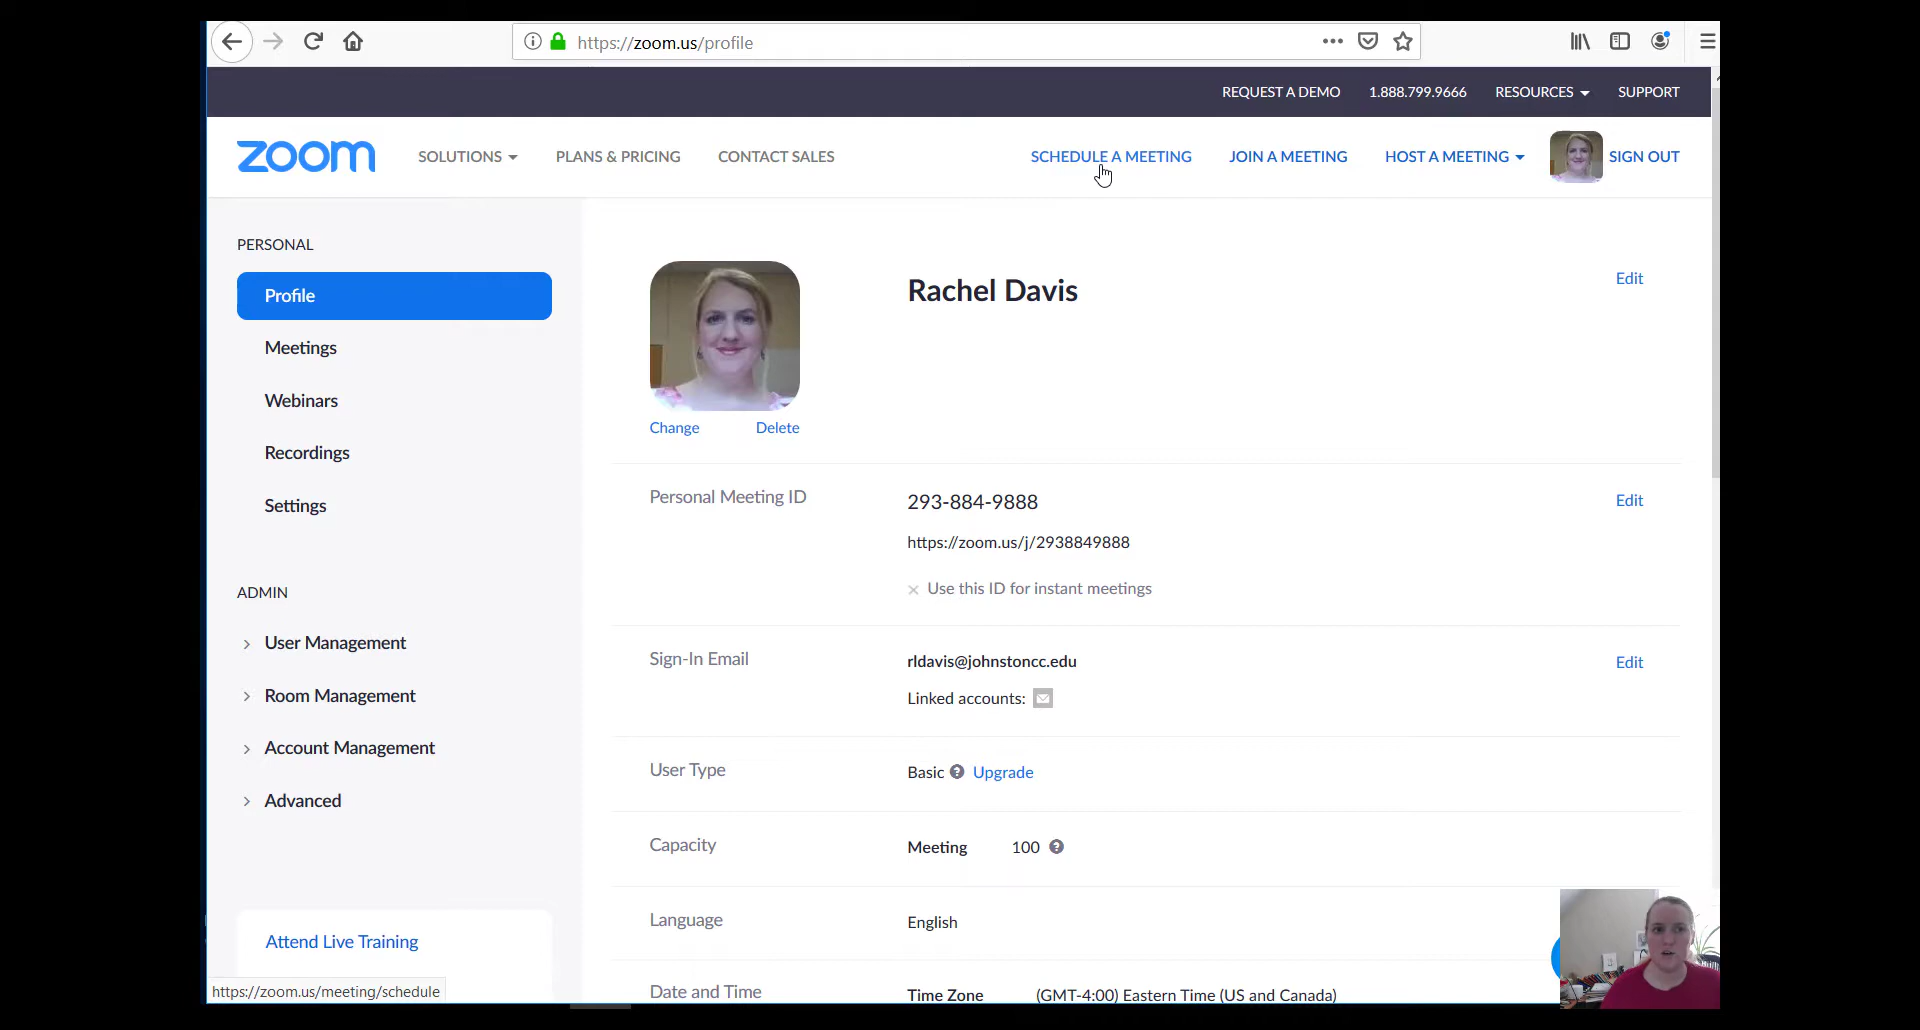 https://zoom.us/profile
REQUEST A DEMO 1.888.799.9666 RESOURCES SUPPORT
zoom SOLUTIONS PLANS & PRICING CONTACT SALES SCHEDULE A MEETING JOIN A MEETING HOST A MEETING SIGN OUT
PERSONAL
Profile
Meetings
Webinars
Recordings
Settings
ADMIN
User Management
Room Management
Account Management
Advanced
Attend Live Training
https://zoom.us/meeting/schedule
Rachel Davis Edit
Change Delete
Personal Meeting ID 293-884-9888 Edit
https://zoom.us/j/2938849888
Use this ID for instant meetings
Sign-In Email rldavis@johnstoncc.edu Edit
Linked accounts:
User Type Basic Upgrade
Capacity Meeting 100
Language English
Date and Time Time Zone (GMT-4:00) Eastern Time (US and Canada)